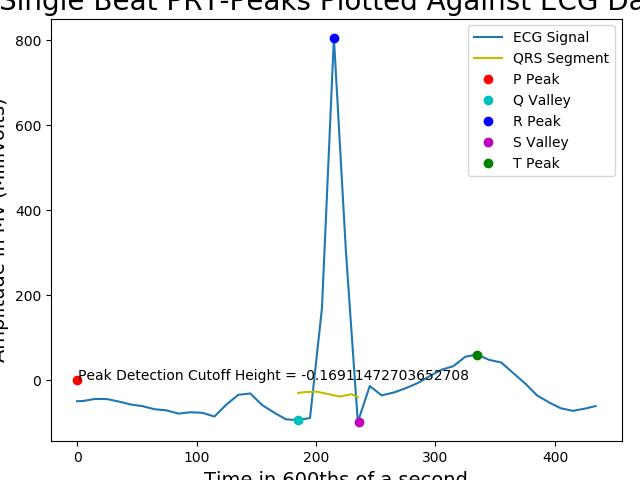 Single Beat PRT-Peaks Plotted Against ECG Da
800
600
400
200
0
Amplitude in MV (Millivolts)
ECG Signal
QRS Segment
P Peak
Q Valley
R Peak
S Valley
T Peak
Peak Detection Cutoff Height = -0.16911472703652708
0 100 200 300 400
Time in 600ths of a second